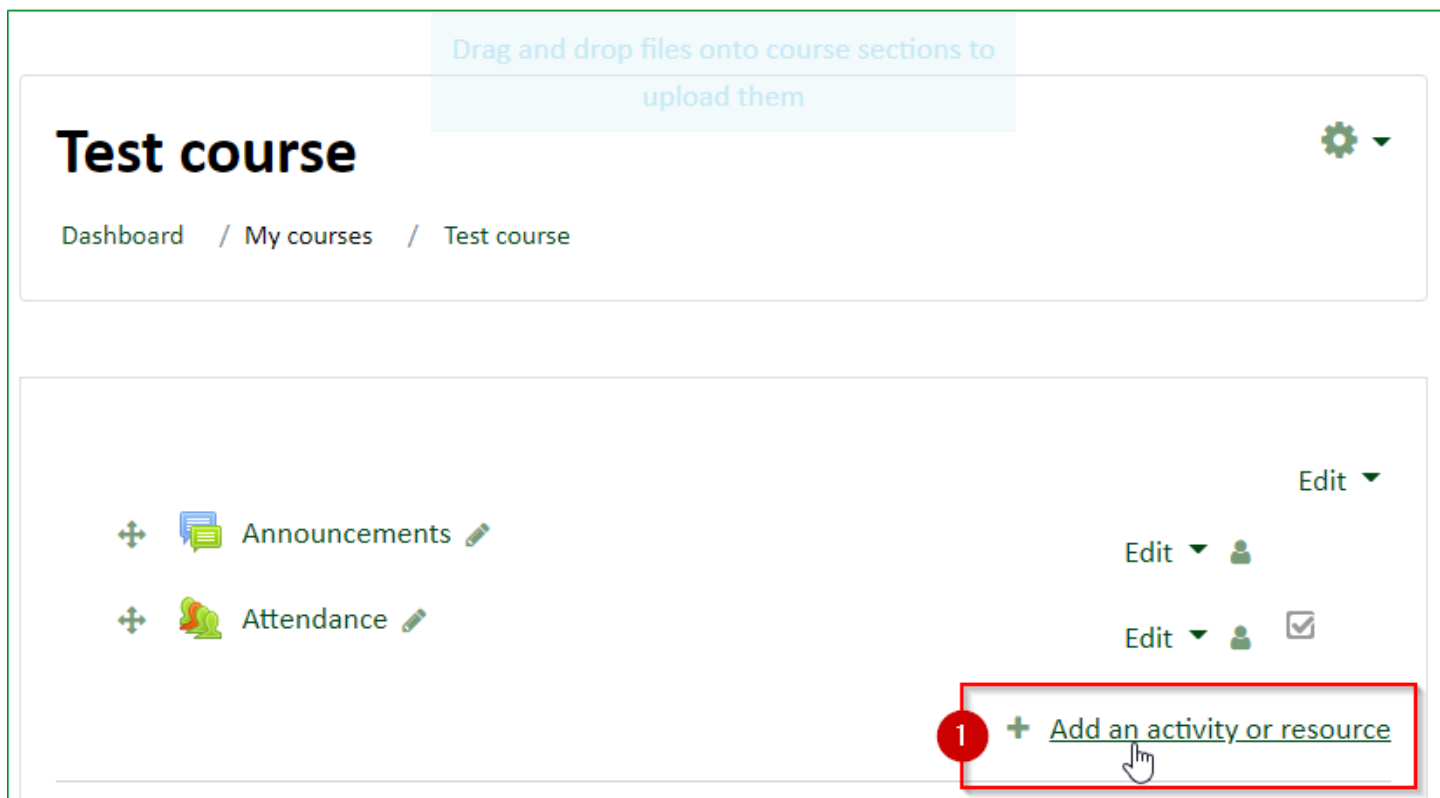 Drag and drop files onto course sections to
upload them
Test course
Dashboard / My courses / Test course
Edit
Announcements
Edit
Attendance
Edit
1
+ Add an activity or resource